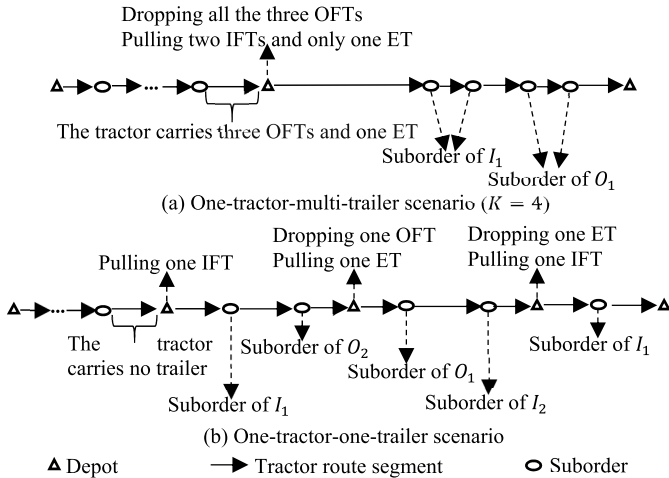 Dropping all the three OFTs
Pulling two IFTs and only one ET
...
The tractor carries three OFTs and one ET
Suborder of I₁
Suborder of O₁
(a) One-tractor-multi-trailer scenario (K = 4)
Dropping one OFT
Pulling one ET
Dropping one ET
Pulling one IFT
Pulling one IFT
...
The tractor
carries no trailer
Suborder of O₂
Suborder of O₁
Suborder of I₁
Suborder of I₁
Suborder of I₂
(b) One-tractor-one-trailer scenario
Depot
Tractor route segment
Suborder